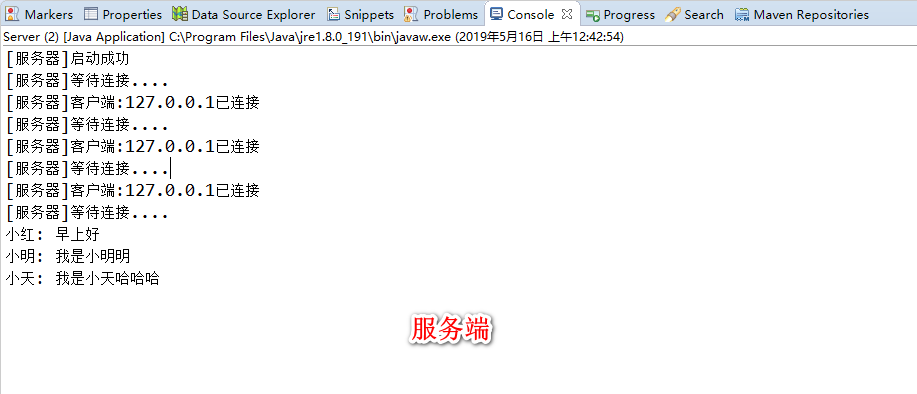 Markers Properties Data Source Explorer Snippets Problems Console Progress Search Maven Repositories
Server (2) [Java Application] C:\Program Files\Java\jre1.8.0_191\bin\javaw.exe (2019年5月16日 上午12:42:54)
[服务器]启动成功
[服务器]等待连接....
[服务器]客户端:127.0.0.1已连接
[服务器]等待连接....
[服务器]客户端:127.0.0.1已连接
[服务器]等待连接....
[服务器]客户端:127.0.0.1已连接
[服务器]等待连接....
小红: 早上好
小明: 我是小明明
小天: 我是小天哈哈哈
服务端